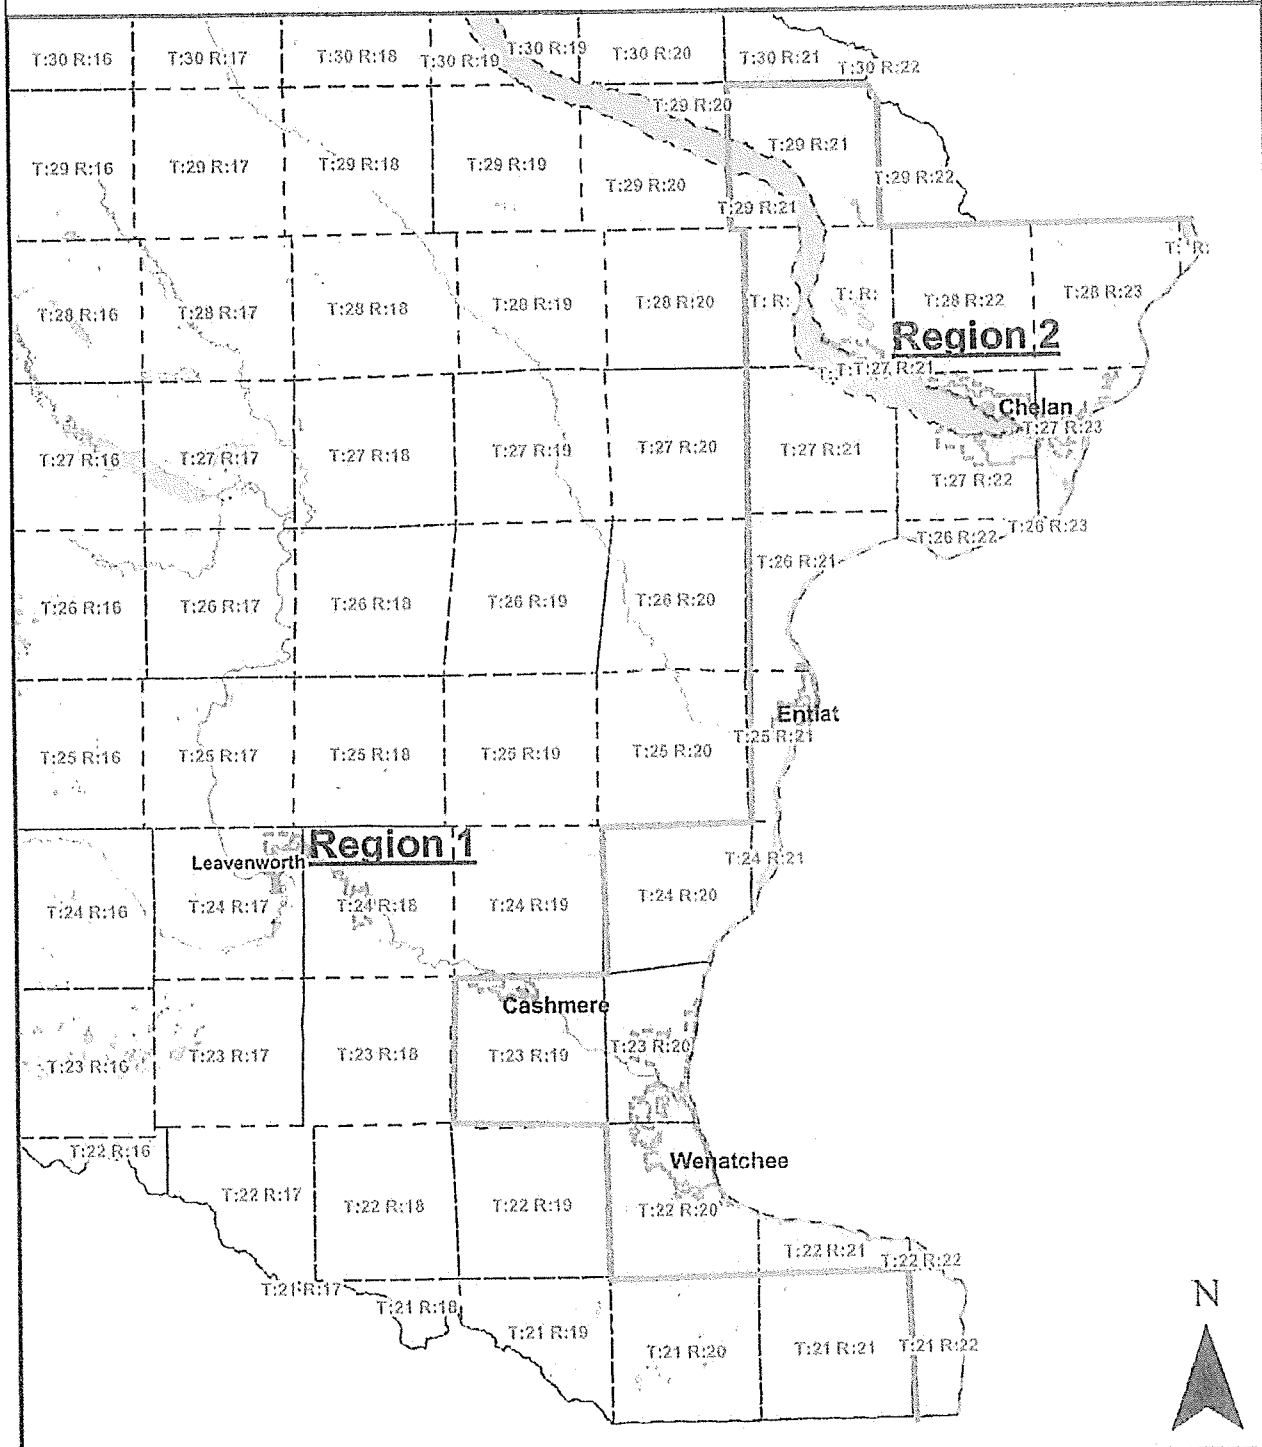 T:30 R:16 T:30 R:17 T:30 R:18 T:30 R:19 T:30 R:19 T:30 R:20 T:30 R:21 T:30 R:22
T:29 R:20
T:29 R:16 T:29 R:17 T:29 R:18 T:29 R:19 T:29 R:20 T:29 R:21 T:29 R:22
T:29 R:21
T: R:
T:28 R:16 T:28 R:17 T:28 R:18 T:28 R:19 T:28 R:20 T: R: T: R: T:28 R:22 T:28 R:23
Region 2
T:27 R:21
Chelan
T:27 R:23
T:27 R:16 T:27 R:17 T:27 R:18 T:27 R:19 T:27 R:20 T:27 R:21 T:27 R:22
T:26 R:22 T:26 R:23
T:26 R:21
T:26 R:16 T:26 R:17 T:26 R:18 T:26 R:19 T:26 R:20
Entiat
T:25 R:21
T:25 R:16 T:25 R:17 T:25 R:18 T:25 R:19 T:25 R:20
Region 1
Leavenworth
T:24 R:21
T:24 R:16 T:24 R:17 T:24 R:18 T:24 R:19 T:24 R:20
Cashmere
T:23 R:16 T:23 R:17 T:23 R:18 T:23 R:19 T:23 R:20
T:22 R:16
Wenatchee
T:22 R:17 T:22 R:18 T:22 R:19 T:22 R:20
T:22 R:21 T:22 R:22
T:21 R:17
T:21 R:18
T:21 R:19 T:21 R:20 T:21 R:21 T:21 R:22
N